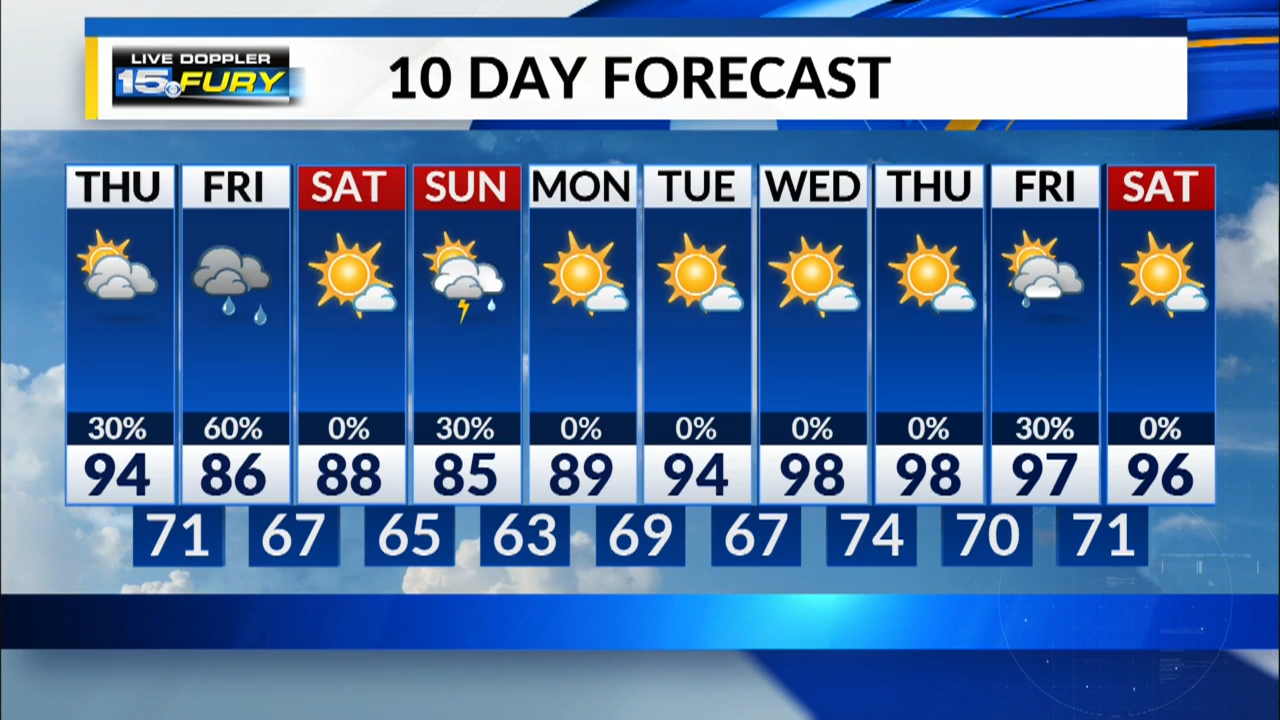 LIVE DOPPLER
15 FURY
10 DAY FORECAST
THU FRI SAT SUN MON TUE WED THU FRI SAT
30% 60% 0% 30% 0% 0% 0% 0% 30% 0%
94 86 88 85 89 94 98 98 97 96
71 67 65 63 69 67 74 70 71